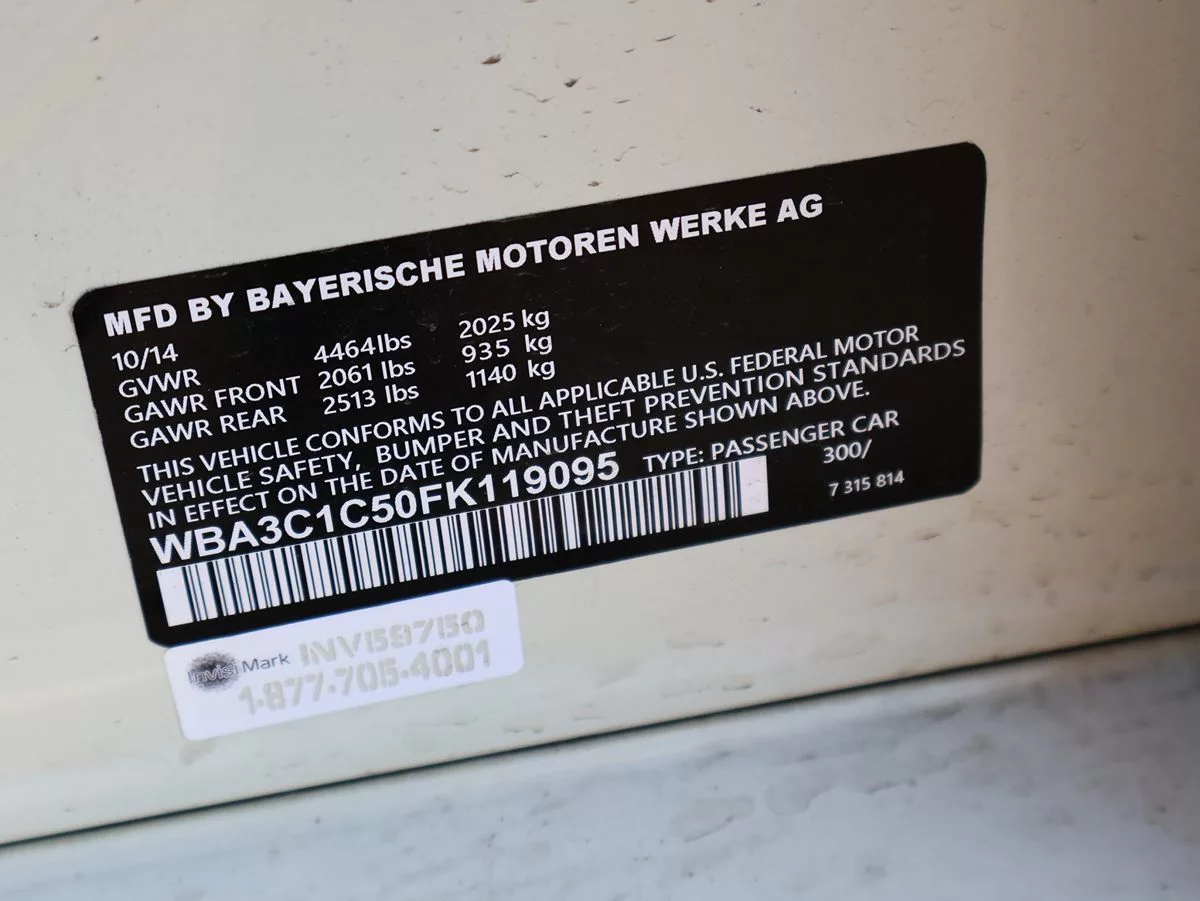 MFD BY BAYERISCHE MOTOREN WERKE AG
10/14
GVWR 4464lbs 2025 kg
GAWR FRONT 2061 lbs 935 kg
GAWR REAR 2513 lbs 1140 kg
THIS VEHICLE CONFORMS TO ALL APPLICABLE U.S. FEDERAL MOTOR
VEHICLE SAFETY, BUMPER AND THEFT PREVENTION STANDARDS
IN EFFECT ON THE DATE OF MANUFACTURE SHOWN ABOVE.
WBA3C1C50FK119095 TYPE: PASSENGER CAR
300/
7 315 814
InvisiMark INV597150
1-877-705-4001